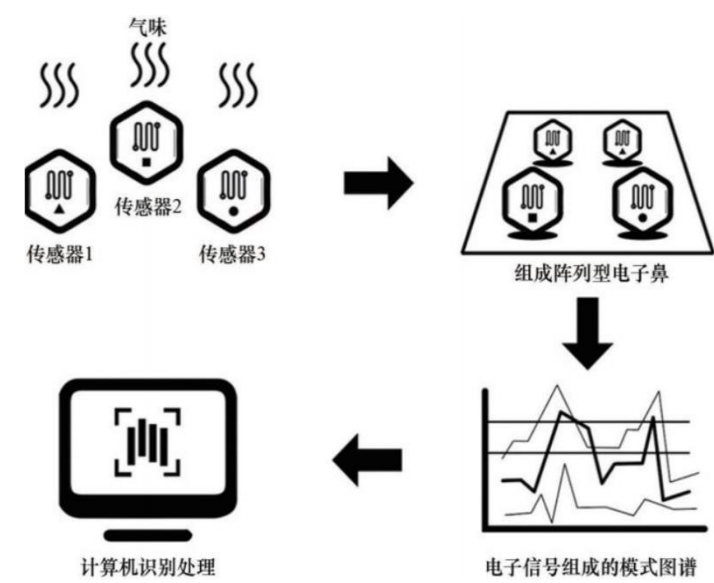 气味
传感器1
传感器2
传感器3
组成阵列型电子鼻
电子信号组成的模式图谱
计算机识别处理